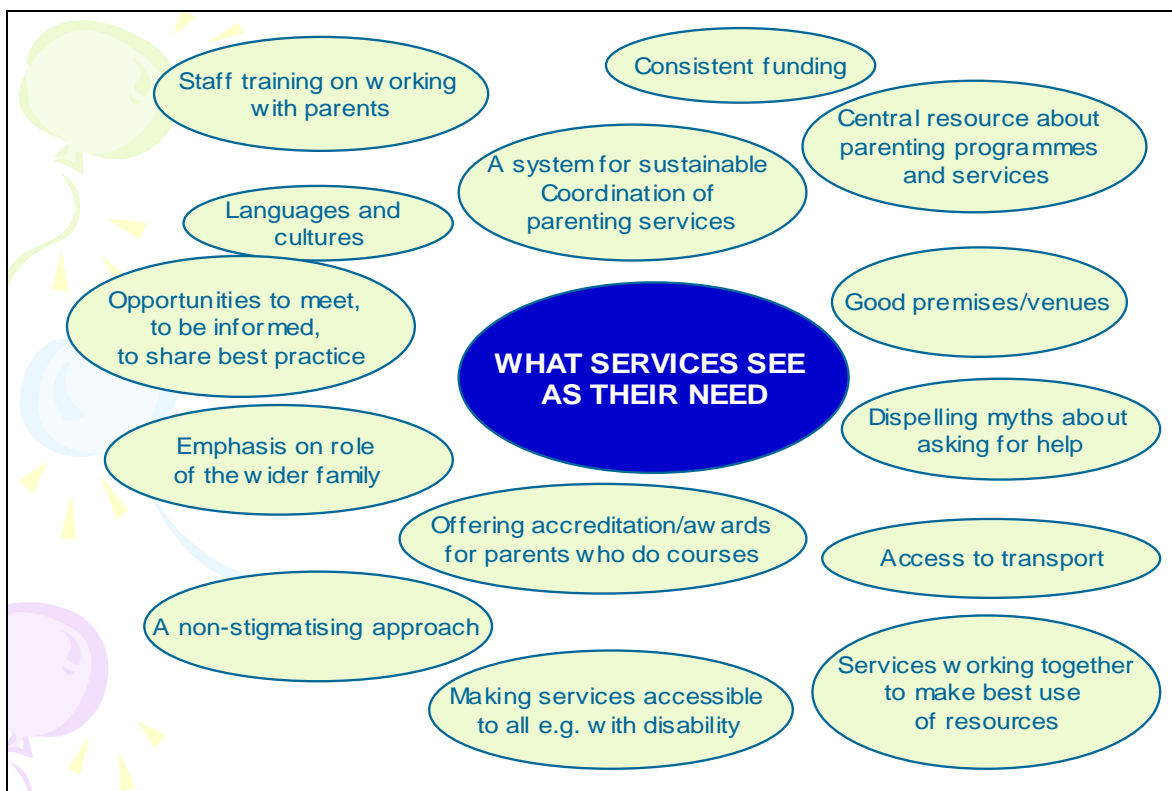 Staff training on working
with parents
Consistent funding
Central resource about
parenting programmes
and services
A system for sustainable
Coordination of
parenting services
Languages and
cultures
Opportunities to meet,
to be informed,
to share best practice
Good premises/venues
WHAT SERVICES SEE
AS THEIR NEED
Dispelling myths about
asking for help
Emphasis on role
of the wider family
Offering accreditation/awards
for parents who do courses
Access to transport
A non-stigmatising approach
Services working together
to make best use
of resources
Making services accessible
to all e.g. with disability